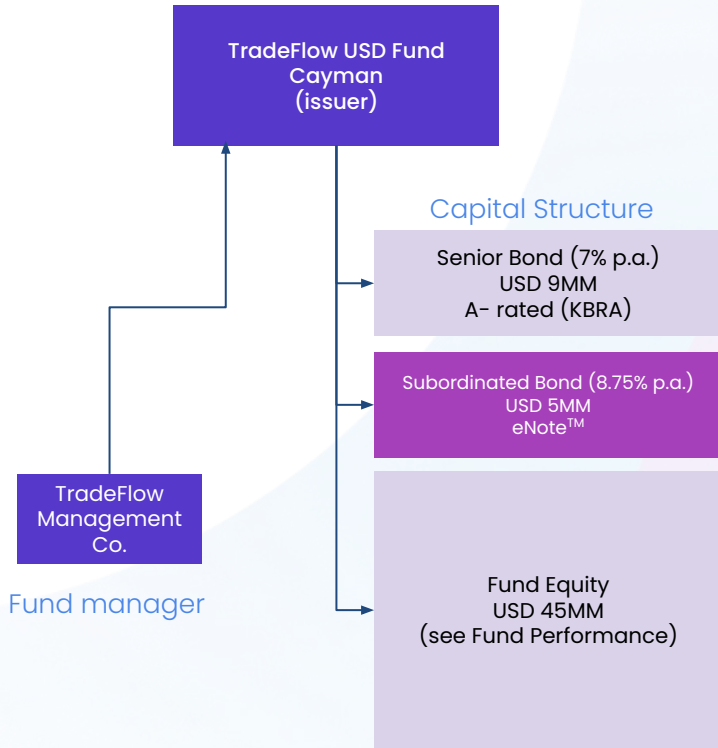 TradeFlow USD Fund
Cayman
(issuer)
Capital Structure
Senior Bond (7% p.a.)
USD 9MM
A- rated (KBRA)
Subordinated Bond (8.75% p.a.)
USD 5MM
eNote™
TradeFlow
Management
Co.
Fund manager
Fund Equity
USD 45MM
(see Fund Performance)